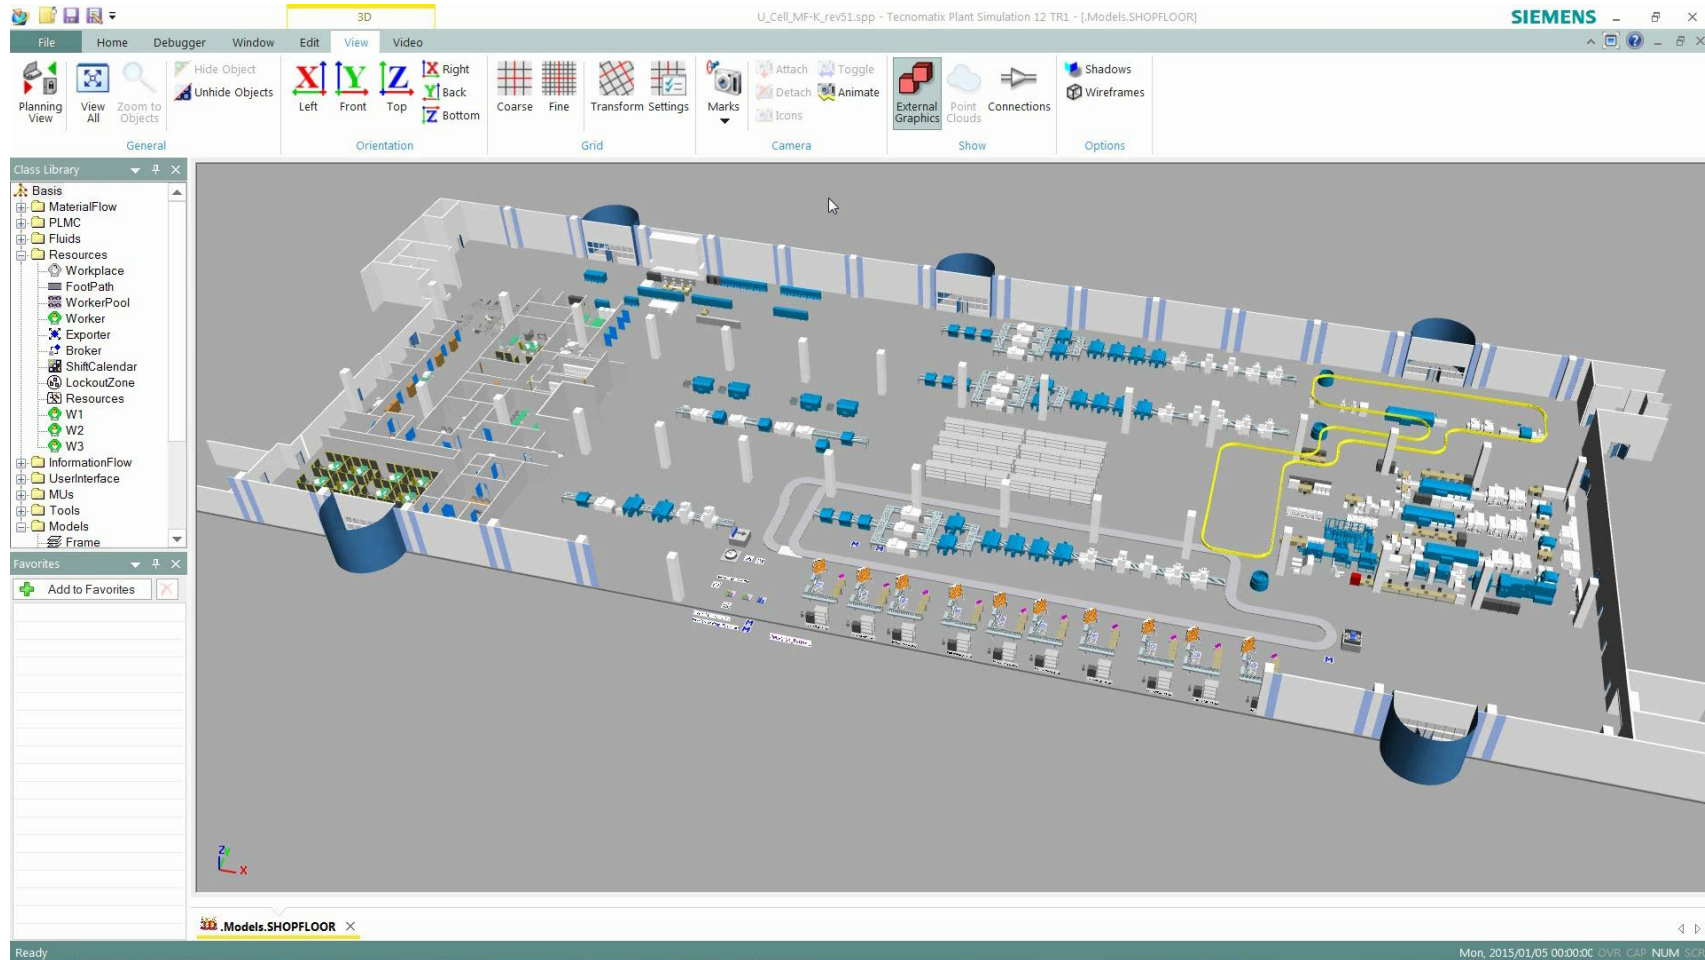 3D
U_Cell_MF-K_rev51.spp - Tecnomatix Plant Simulation 12 TR1 - [.Models.SHOPFLOOR]
SIEMENS
File Home Debugger Window Edit View Video
Planning View
View All
Zoom to Objects
Hide Object
Unhide Objects
General
X Left
Y Front
Z Top
X Right
Y Back
Z Bottom
Orientation
Coarse
Fine
Transform
Settings
Grid
Marks
Attach
Detach
Icons
Toggle
Animate
Camera
External Graphics
Point Clouds
Connections
Show
Shadows
Wireframes
Options
Class Library
Basis
MaterialFlow
PLMC
Fluids
Resources
Workplace
FootPath
WorkerPool
Worker
Exporter
Broker
ShiftCalendar
LockoutZone
Resources
W1
W2
W3
InformationFlow
UserInterface
MUs
Tools
Models
Frame
Favorites
Add to Favorites
Z
Y
X
.Models.SHOPFLOOR
Ready
Mon, 2015/01/05 00:00:00 OVR CAP NUM SCR